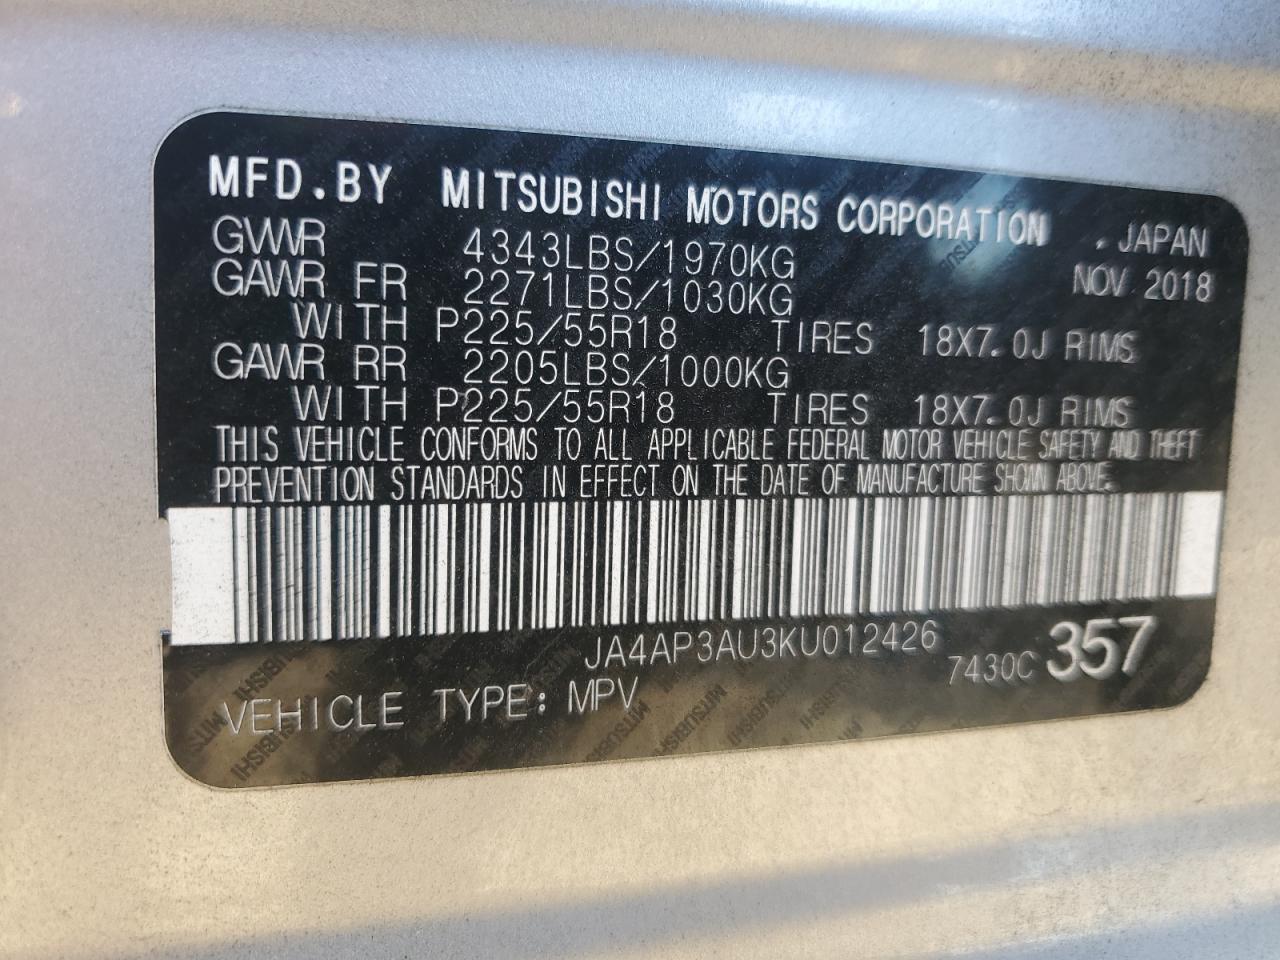 MFD.BY MITSUBISHI MOTORS CORPORATION . JAPAN
GVWR 4343LBS/1970KG NOV 2018
GAWR FR 2271LBS/1030KG
WITH P225/55R18 TIRES 18X7.0J RIMS
GAWR RR 2205LBS/1000KG
WITH P225/55R18 TIRES 18X7.0J RIMS
THIS VEHICLE CONFORMS TO ALL APPLICABLE FEDERAL MOTOR VEHICLE SAFETY AND THEFT
PREVENTION STANDARDS IN EFFECT ON THE DATE OF MANUFACTURE SHOWN ABOVE.
JA4AP3AU3KU012426
7430C 357
VEHICLE TYPE: MPV